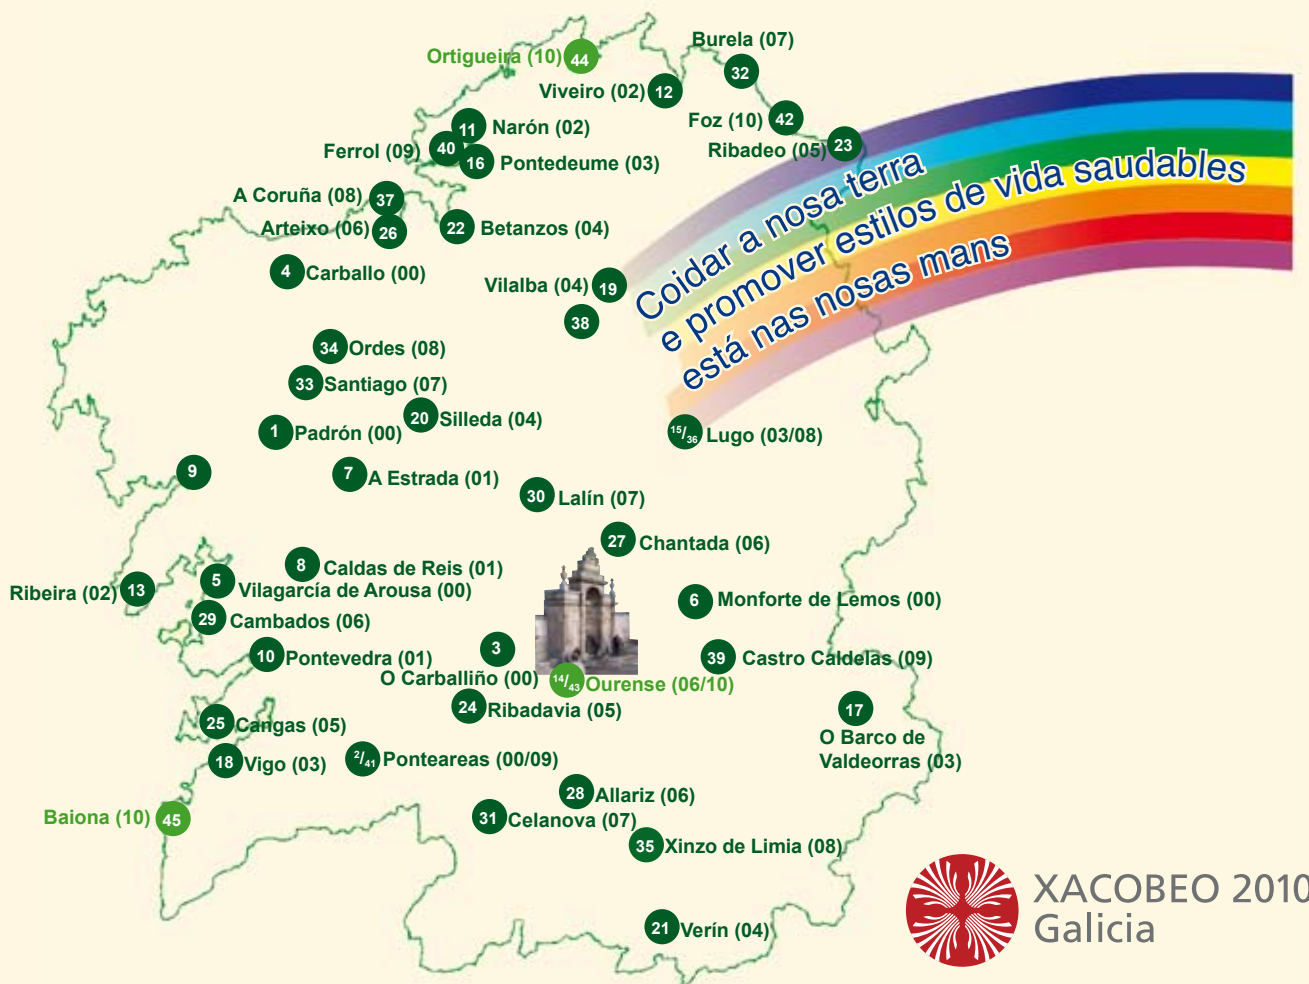 Burela (07)
Ortigueira (10) 44
32
Viveiro (02) 12
Foz (10) 42
11 Narón (02)
Ribadeo (05) 23
Ferrol (09) 40
16 Pontedeume (03)
A Coruña (08) 37
Arteixo (06) 26
22 Betanzos (04)
4 Carballo (00)
Vilalba (04) 19
38
Coidar a nosa terra
e promover estilos de vida saudables
está nas nosas mans
34 Ordes (08)
33 Santiago (07)
20 Silleda (04)
1 Padrón (00)
15/36 Lugo (03/08)
9
7 A Estrada (01)
30 Lalín (07)
27 Chantada (06)
8 Caldas de Reis (01)
Ribeira (02) 13
5 Vilagarcía de Arousa (00)
6 Monforte de Lemos (00)
29 Cambados (06)
10 Pontevedra (01)
3
O Carballiño (00)
39 Castro Caldelas (09)
14/43 Ourense (06/10)
24 Ribadavia (05)
25 Cangas (05)
17
O Barco de
Valdeorras (03)
18 Vigo (03)
2/41 Ponteareas (00/09)
28 Allariz (06)
Baiona (10) 45
31 Celanova (07)
35 Xinzo de Limia (08)
21 Verín (04)
XACOBEO 2010
Galicia